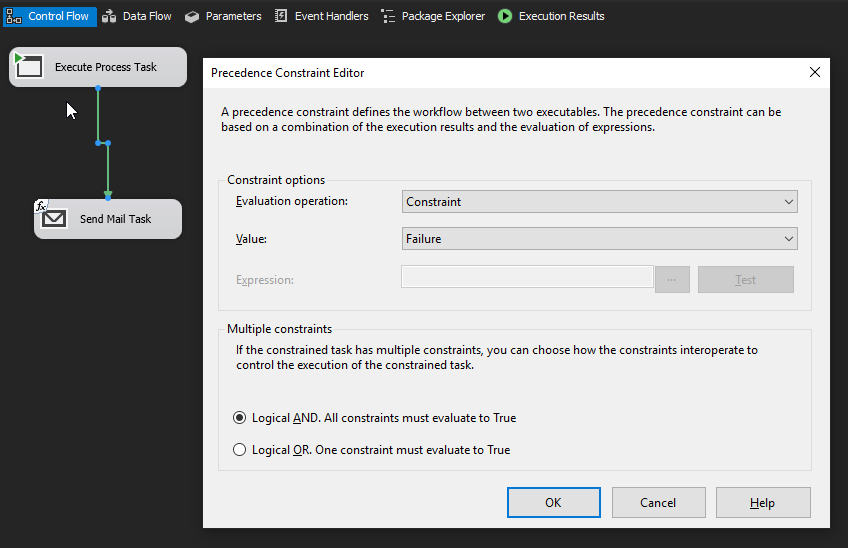 Control Flow
Data Flow
Parameters
Event Handlers
Package Explorer
Execution Results
Execute Process Task
fx
Send Mail Task
Precedence Constraint Editor
A precedence constraint defines the workflow between two executables. The precedence constraint can be
based on a combination of the execution results and the evaluation of expressions.
Constraint options
Evaluation operation:
Constraint
Value:
Failure
Expression:
...
Test
Multiple constraints
If the constrained task has multiple constraints, you can choose how the constraints interoperate to
control the execution of the constrained task.
Logical AND. All constraints must evaluate to True
Logical OR. One constraint must evaluate to True
OK
Cancel
Help